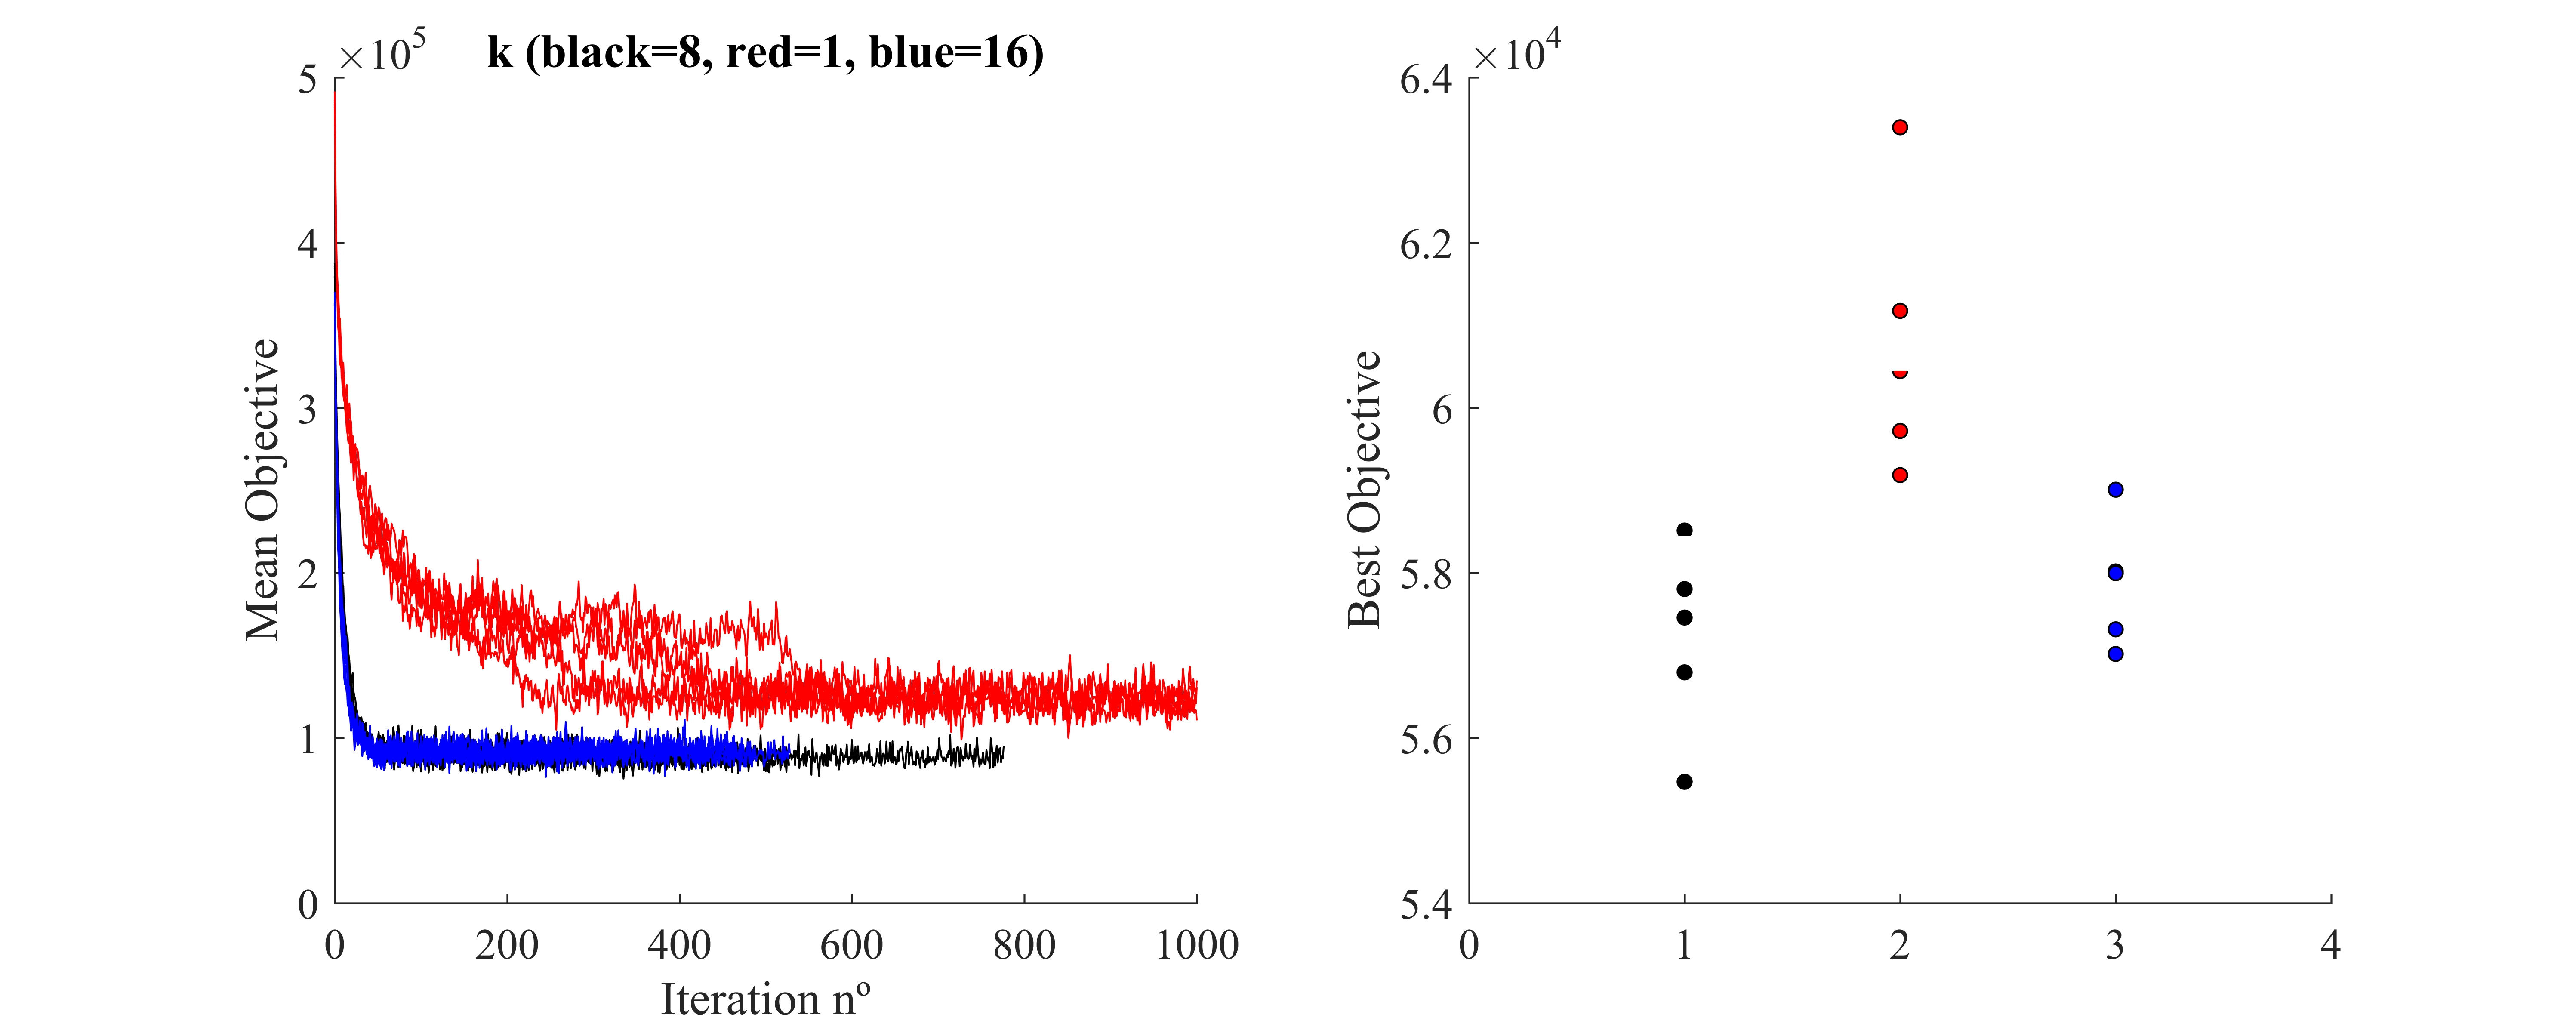 ×10⁵ k (black=8, red=1, blue=16)
5
4
3
2
1
0
Mean Objective
0 200 400 600 800 1000
Iteration nº
×10⁴
6.4
6.2
6
5.8
5.6
5.4
Best Objective
0 1 2 3 4